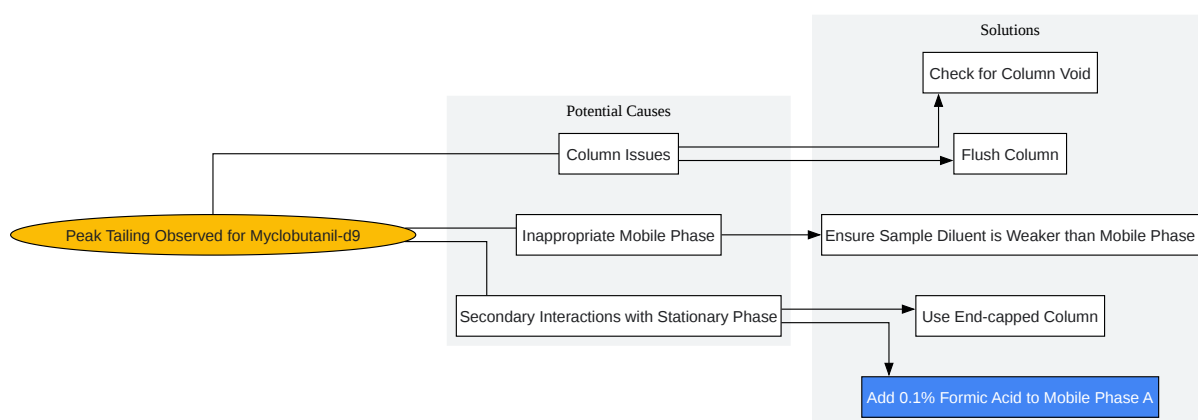 Solutions
Check for Column Void
Potential Causes
Column Issues
Flush Column
Peak Tailing Observed for Myclobutanil-d9
Inappropriate Mobile Phase
Ensure Sample Diluent is Weaker than Mobile Phase
Secondary Interactions with Stationary Phase
Use End-capped Column
Add 0.1% Formic Acid to Mobile Phase A